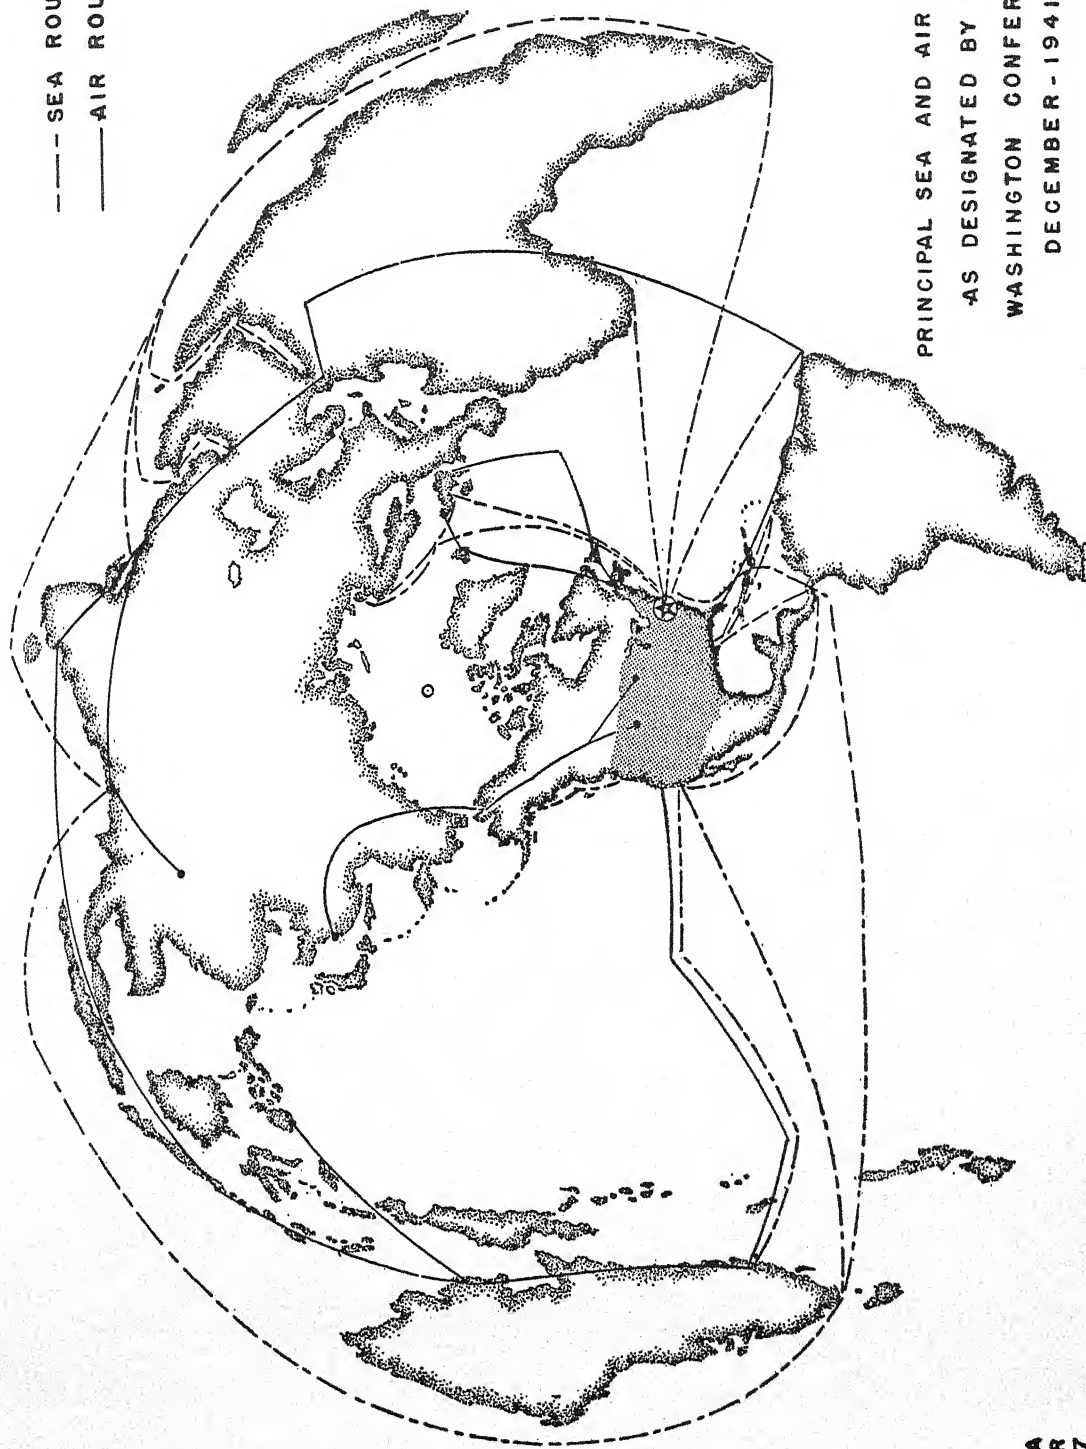 --- SEA ROU
— AIR ROU
PRINCIPAL SEA AND AIR
AS DESIGNATED BY
WASHINGTON CONFER
DECEMBER-1941
A
R